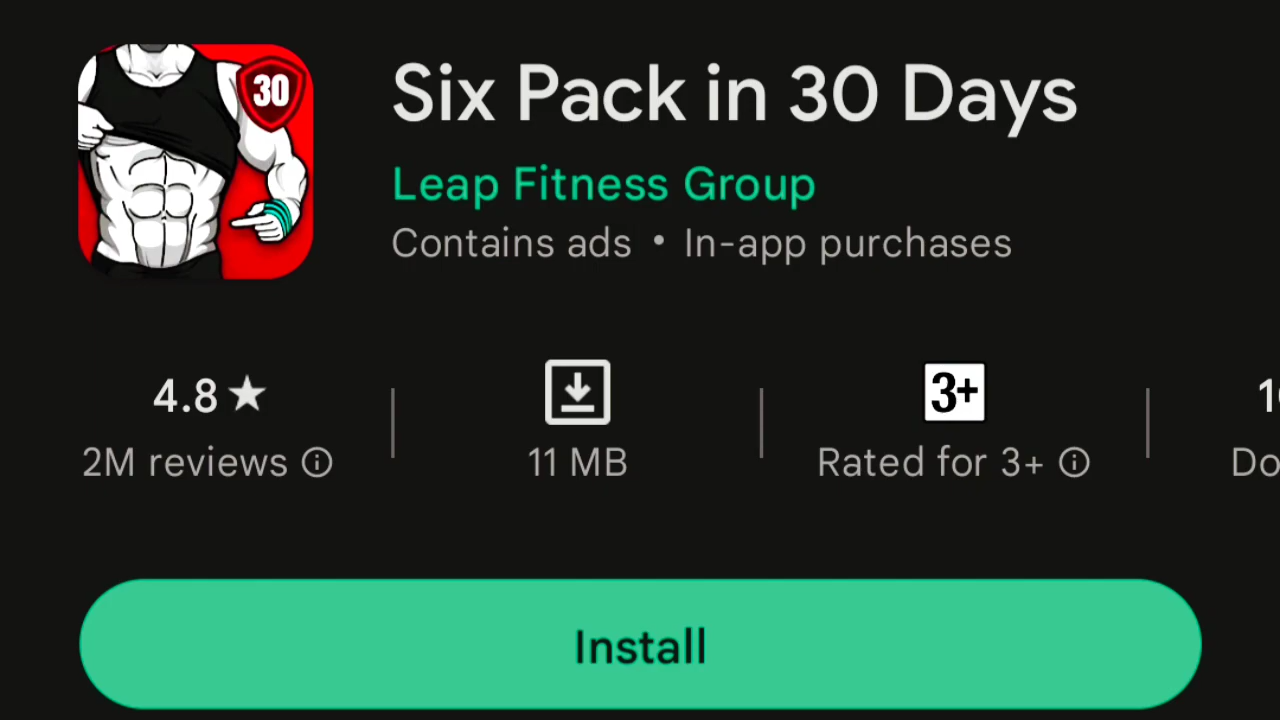 30
Six Pack in 30 Days
Leap Fitness Group
Contains ads • In-app purchases
4.8★
2M reviews
11 MB
3+
Rated for 3+
Install